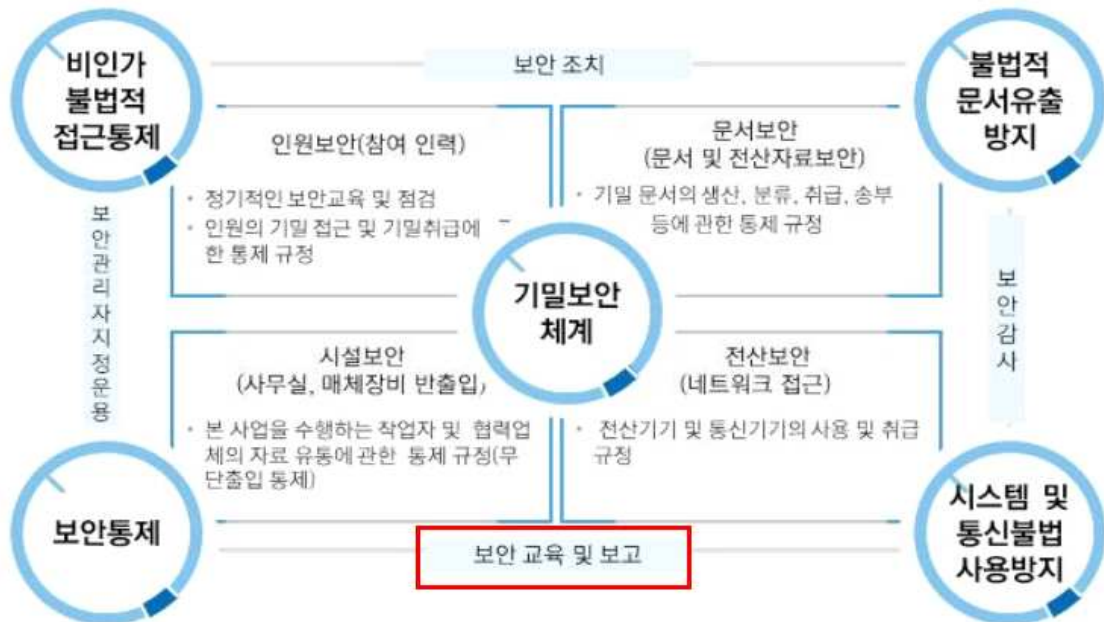 비인가
불법적
접근통제
보안 조치
불법적
문서유출
방지
인원보안(참여 인력)
• 정기적인 보안교육 및 점검
• 인원의 기밀 접근 및 기밀취급에
한 통제 규정
문서보안
(문서 및 전산자료보안)
• 기밀 문서의 생산, 분류, 취급, 송부
등에 관한 통제 규정
보안관리자지정운용
기밀보안
체계
보안감사
시설보안
(사무실, 매체장비 반출입)
• 본 사업을 수행하는 작업자 및 협력업
체의 자료 유통에 관한 통제 규정(무
단출입 통제)
전산보안
(네트워크 접근)
• 전산기기 및 통신기기의 사용 및 취급
규정
보안통제
보안 교육 및 보고
시스템 및
통신불법
사용방지